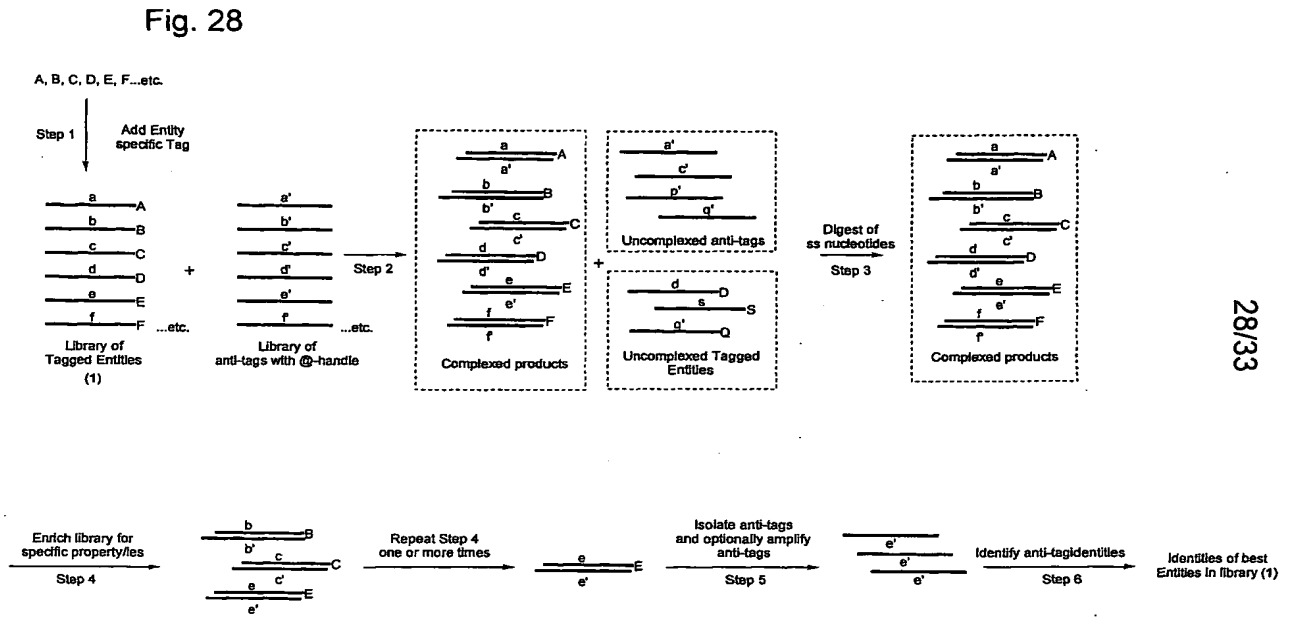 Fig. 28
A, B, C, D, E, F...etc.
Step 1
Add Entity
specific Tag
a
A
b
B
c
C
d
D
e
E
f
F
...etc.
Library of
Tagged Entities
(1)
+
a'
b'
c'
d'
e'
f'
...etc.
Library of
anti-tags with @-handle
Step 2
a
A
a'
b
B
b'
c
C
c'
d
D
d'
e
E
e'
f
F
f'
Complexed products
+
a'
c'
p'
q'
Uncomplexed anti-tags
d
D
s
S
q'
Q
Uncomplexed Tagged
Entities
Digest of
ss nucleotides
Step 3
a
A
a'
b
B
b'
c
C
c'
d
D
d'
e
E
e'
f
F
f'
Complexed products
28/33
Enrich library for
specific property/ies
Step 4
b
B
b'
c
C
c'
e
E
e'
Repeat Step 4
one or more times
e
E
e'
Isolate anti-tags
and optionally amplify
anti-tags
Step 5
e'
e'
e'
Identify anti-tagidentities
Step 6
Identities of best
Entities in library (1)